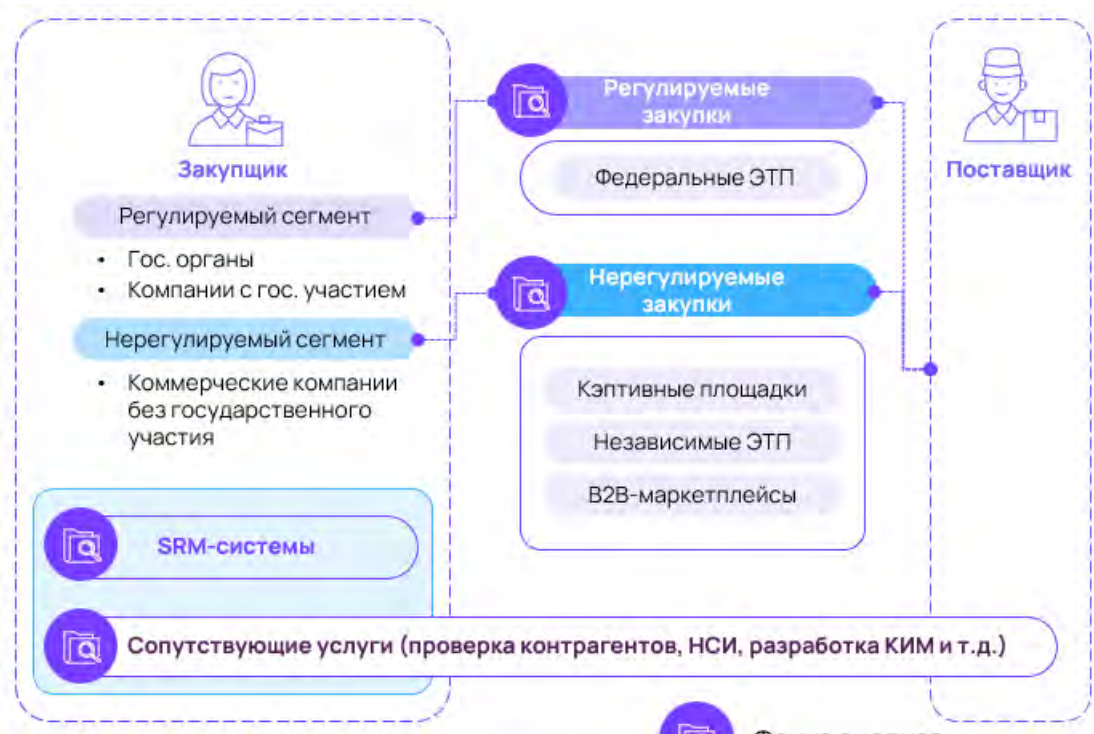 Закупщик
Регулируемый сегмент
• Гос. органы
• Компании с гос. участием
Нерегулируемый сегмент
• Коммерческие компании
без государственного
участия
SRM-системы
Сопутствующие услуги (проверка контрагентов, НСИ, разработка КИМ и т.д.)
Регулируемые
закупки
Федеральные ЭТП
Нерегулируемые
закупки
Кэптивные площадки
Независимые ЭТП
B2B-маркетплейсы
Поставщик